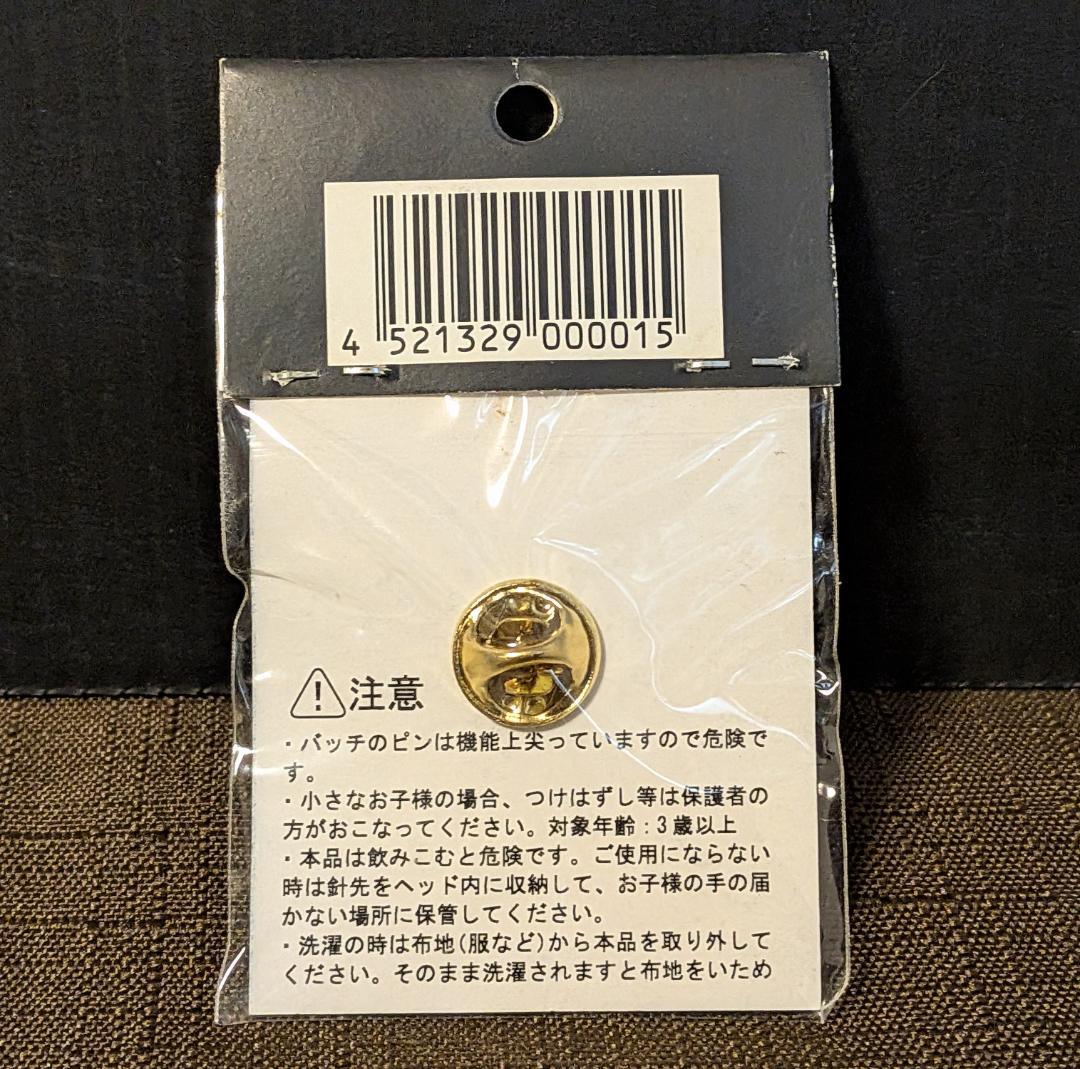 4 521329 000015
注意
・バッチのピンは機能上尖っていますので危険で
す。
・小さなお子様の場合、つけはずし等は保護者の
方がおこなってください。対象年齢：3歳以上
・本品は飲みこむと危険です。ご使用にならない
時は針先をヘッド内に収納して、お子様の手の届
かない場所に保管してください。
・洗濯の時は布地(服など)から本品を取り外して
ください。そのまま洗濯されますと布地をいため